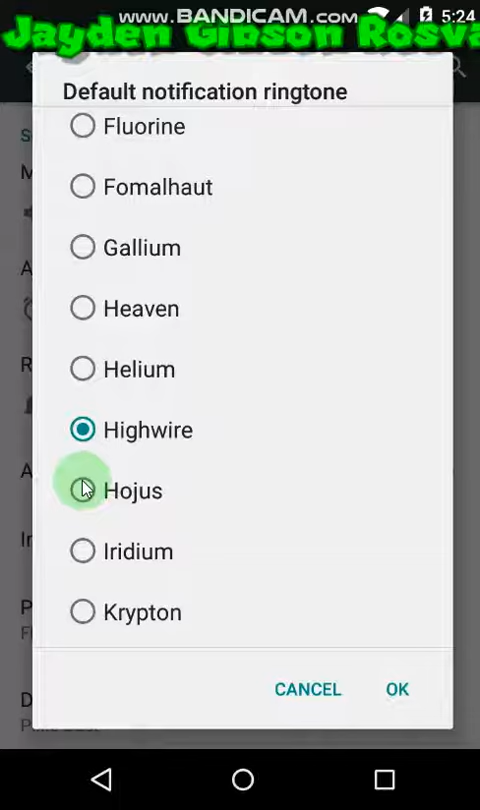 www.BANDICAM.com
5:24
Jayden Gibson Rosva
Default notification ringtone
Fluorine
Fomalhaut
Gallium
Heaven
Helium
Highwire
Hojus
Iridium
Krypton
CANCEL OK